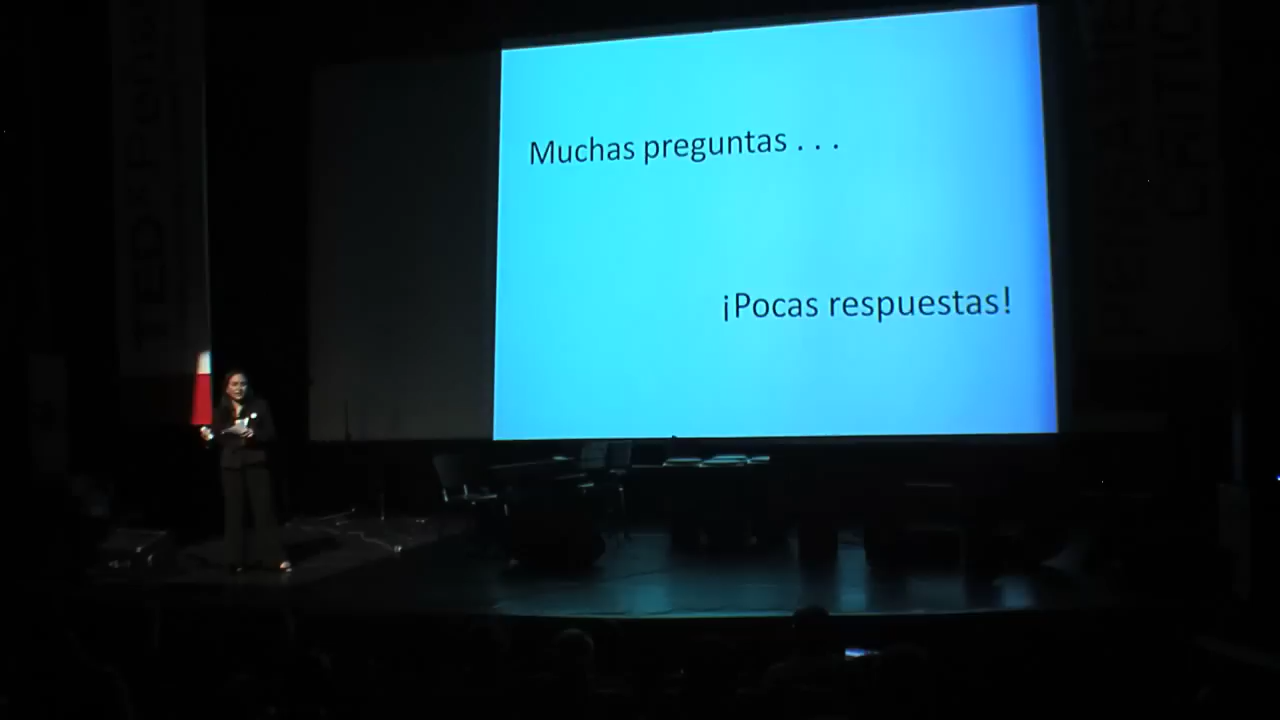 Muchas preguntas . . .
¡Pocas respuestas!